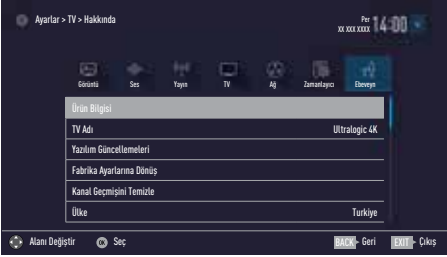 Ayarlar > TV > Hakkında
Per
xx xxx xxxx
14:00
Görüntü
Ses
Yayın
TV
Ağ
Zamanlayıcı
Ebeveyn
Ürün Bilgisi
TV Adı Ultralogic 4K
Yazılım Güncellemeleri
Fabrika Ayarlarına Dönüş
Kanal Geçmişini Temizle
Ülke Turkiye
Alanı Değiştir OK Seç BACK Geri EXIT Çıkış